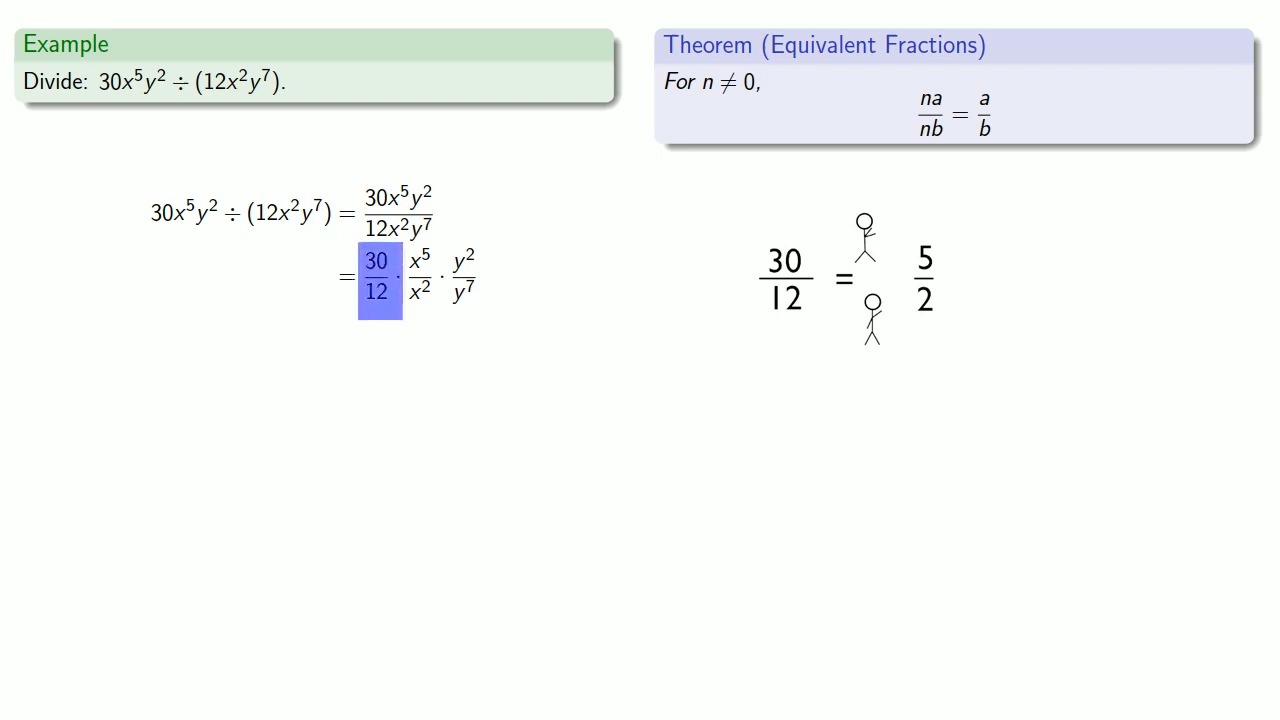 Example
Divide: 30x⁵y² ÷ (12x²y⁷).
Theorem (Equivalent Fractions)
For n ≠ 0,
na/nb = a/b
30x⁵y² ÷ (12x²y⁷) = 30x⁵y²/12x²y⁷
= 30/12 · x⁵/x² · y²/y⁷
30/12 = 5/2